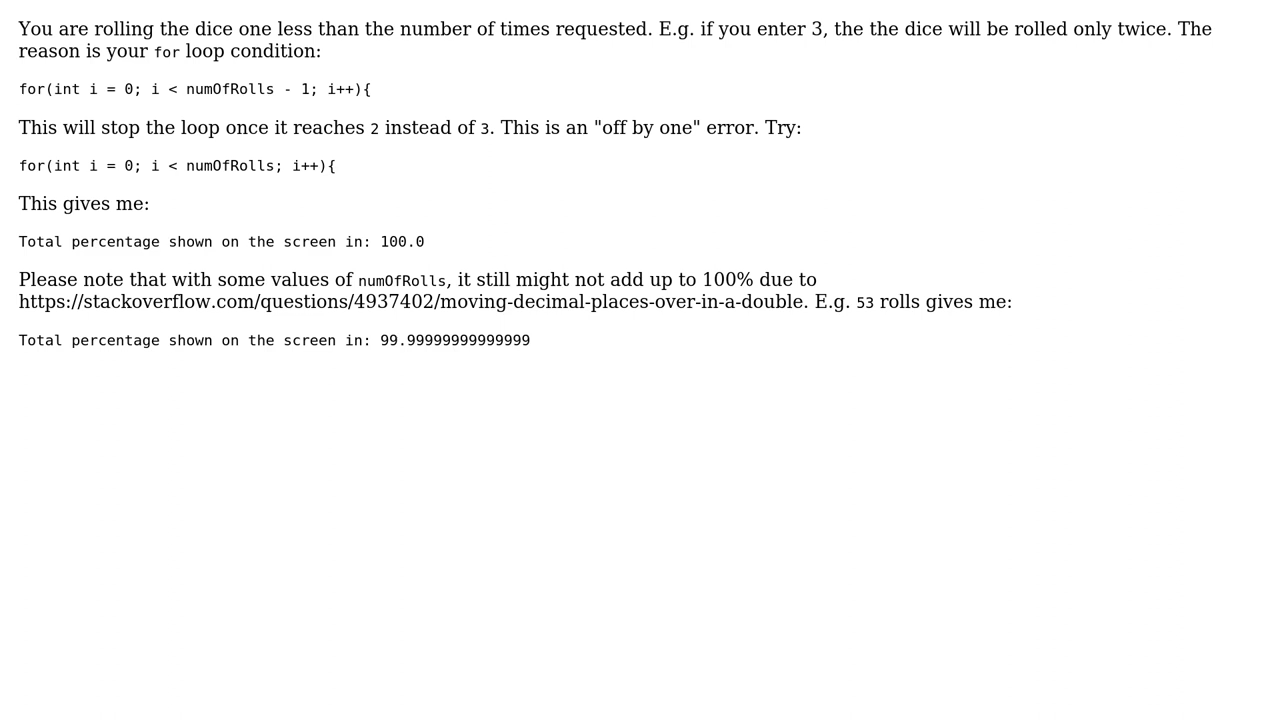 You are rolling the dice one less than the number of times requested. E.g. if you enter 3, the the dice will be rolled only twice. The
reason is your for loop condition:
for(int i = 0; i < numOfRolls - 1; i++){
This will stop the loop once it reaches 2 instead of 3. This is an "off by one" error. Try:
for(int i = 0; i < numOfRolls; i++){
This gives me:
Total percentage shown on the screen in: 100.0
Please note that with some values of numOfRolls, it still might not add up to 100% due to
https://stackoverflow.com/questions/4937402/moving-decimal-places-over-in-a-double. E.g. 53 rolls gives me:
Total percentage shown on the screen in: 99.99999999999999